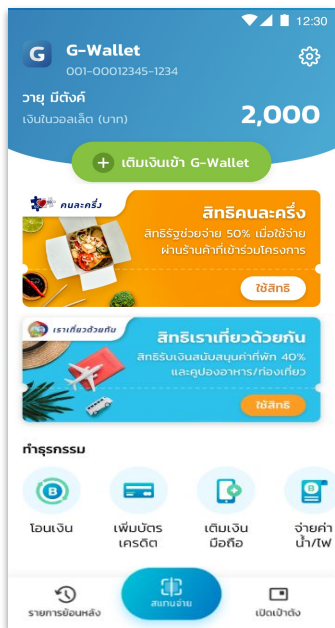 12:30
G
G-Wallet
001-00012345-1234
วายุ มีตังค์
เงินในวอลเล็ต (บาท)
2,000
+ เติมเงินเข้า G-Wallet
คนละครึ่ง
สิทธิคนละครึ่ง
สิทธิรัฐช่วยจ่าย 50% เมื่อใช้จ่าย
ผ่านร้านค้าที่เข้าร่วมโครงการ
ใช้สิทธิ
เราเที่ยวด้วยกัน
สิทธิเราเที่ยวด้วยกัน
สิทธิรับเงินสนับสนุนค่าที่พัก 40%
และคูปองอาหาร/ท่องเที่ยว
ใช้สิทธิ
ทำธุรกรรม
โอนเงิน
เพิ่มบัตร
เครดิต
เติมเงิน
มือถือ
จ่ายค่า
น้ำ/ไฟ
รายการย้อนหลัง
สแกนจ่าย
เปิดเป๋าตัง